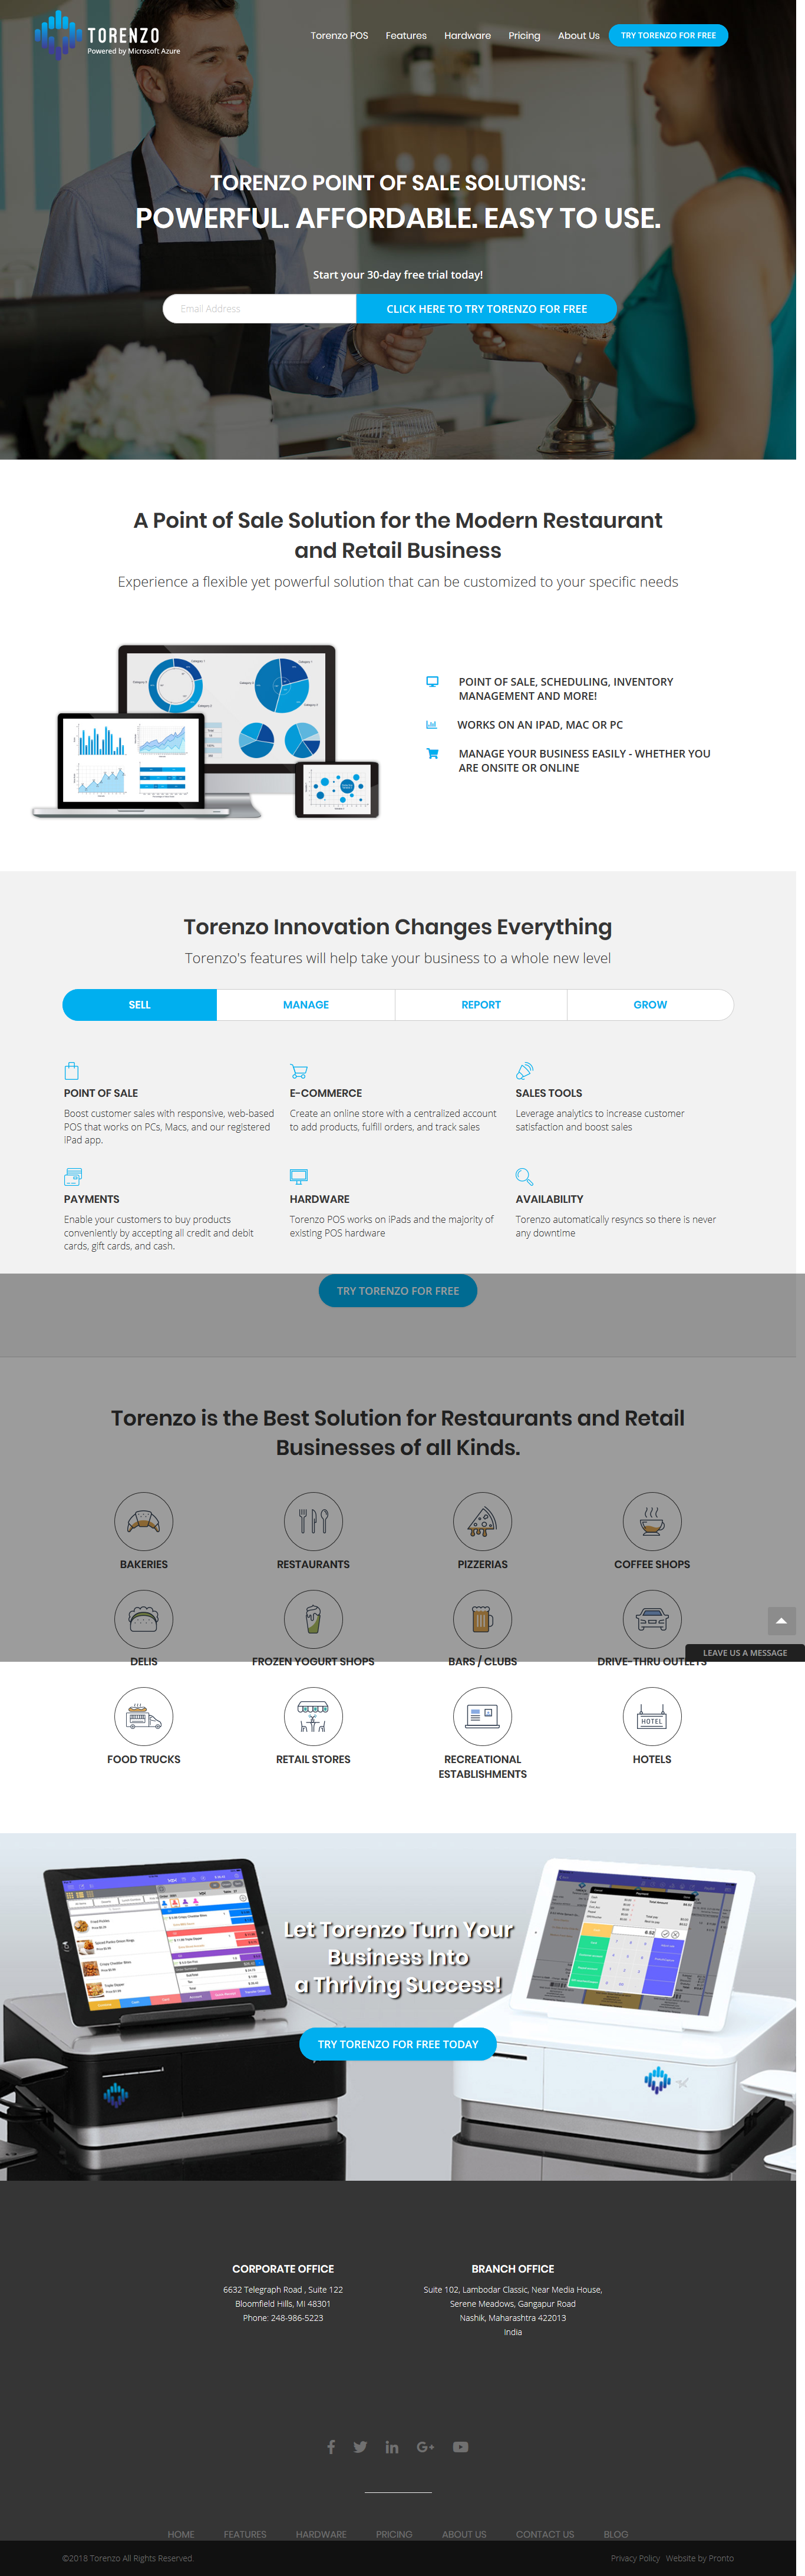 TORENZO
Powered by Microsoft Azure
Torenzo POS
Features
Hardware
Pricing
About Us
TRY TORENZO FOR FREE
TORENZO POINT OF SALE SOLUTIONS:
POWERFUL. AFFORDABLE. EASY TO USE.
Start your 30-day free trial today!
Email Address
CLICK HERE TO TRY TORENZO FOR FREE
A Point of Sale Solution for the Modern Restaurant
and Retail Business
Experience a flexible yet powerful solution that can be customized to your specific needs
POINT OF SALE, SCHEDULING, INVENTORY
MANAGEMENT AND MORE!
WORKS ON AN IPAD, MAC OR PC
MANAGE YOUR BUSINESS EASILY - WHETHER YOU
ARE ONSITE OR ONLINE
Torenzo Innovation Changes Everything
Torenzo's features will help take your business to a whole new level
SELL
MANAGE
REPORT
GROW
POINT OF SALE
Boost customer sales with responsive, web-based
POS that works on PCs, Macs, and our registered
iPad app.
E-COMMERCE
Create an online store with a centralized account
to add products, fulfill orders, and track sales
SALES TOOLS
Leverage analytics to increase customer
satisfaction and boost sales
PAYMENTS
Enable your customers to buy products
conveniently by accepting all credit and debit
cards, gift cards, and cash.
HARDWARE
Torenzo POS works on iPads and the majority of
existing POS hardware
AVAILABILITY
Torenzo automatically resyncs so there is never
any downtime
TRY TORENZO FOR FREE
Torenzo is the Best Solution for Restaurants and Retail
Businesses of all Kinds.
BAKERIES
RESTAURANTS
PIZZERIAS
COFFEE SHOPS
DELIS
FROZEN YOGURT SHOPS
BARS / CLUBS
DRIVE-THRU OUTLETS
LEAVE US A MESSAGE
HOTEL
FOOD TRUCKS
RETAIL STORES
RECREATIONAL
ESTABLISHMENTS
HOTELS
Let Torenzo Turn Your
Business Into
a Thriving Success!
TRY TORENZO FOR FREE TODAY
CORPORATE OFFICE
6632 Telegraph Road , Suite 122
Bloomfield Hills, MI 48301
Phone: 248-986-5223
BRANCH OFFICE
Suite 102, Lambodar Classic, Near Media House,
Serene Meadows, Gangapur Road
Nashik, Maharashtra 422013
India
HOME
FEATURES
HARDWARE
PRICING
ABOUT US
CONTACT US
BLOG
©2018 Torenzo All Rights Reserved.
Privacy Policy
Website by Pronto